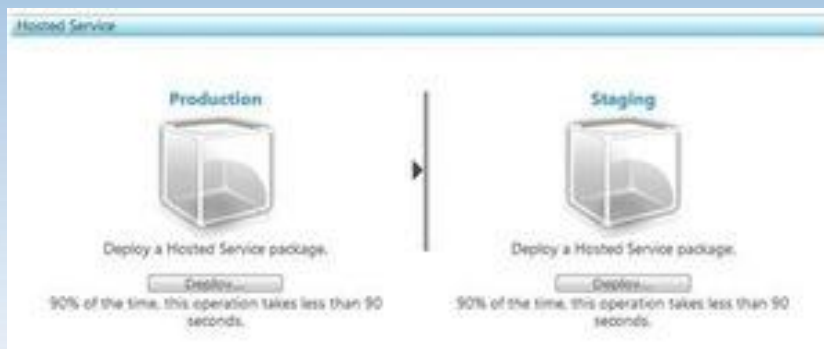 Hosted Service
Production
Deploy a Hosted Service package.
Deploy...
90% of the time, this operation takes less than 90
seconds.
Staging
Deploy a Hosted Service package.
Deploy...
90% of the time, this operation takes less than 90
seconds.